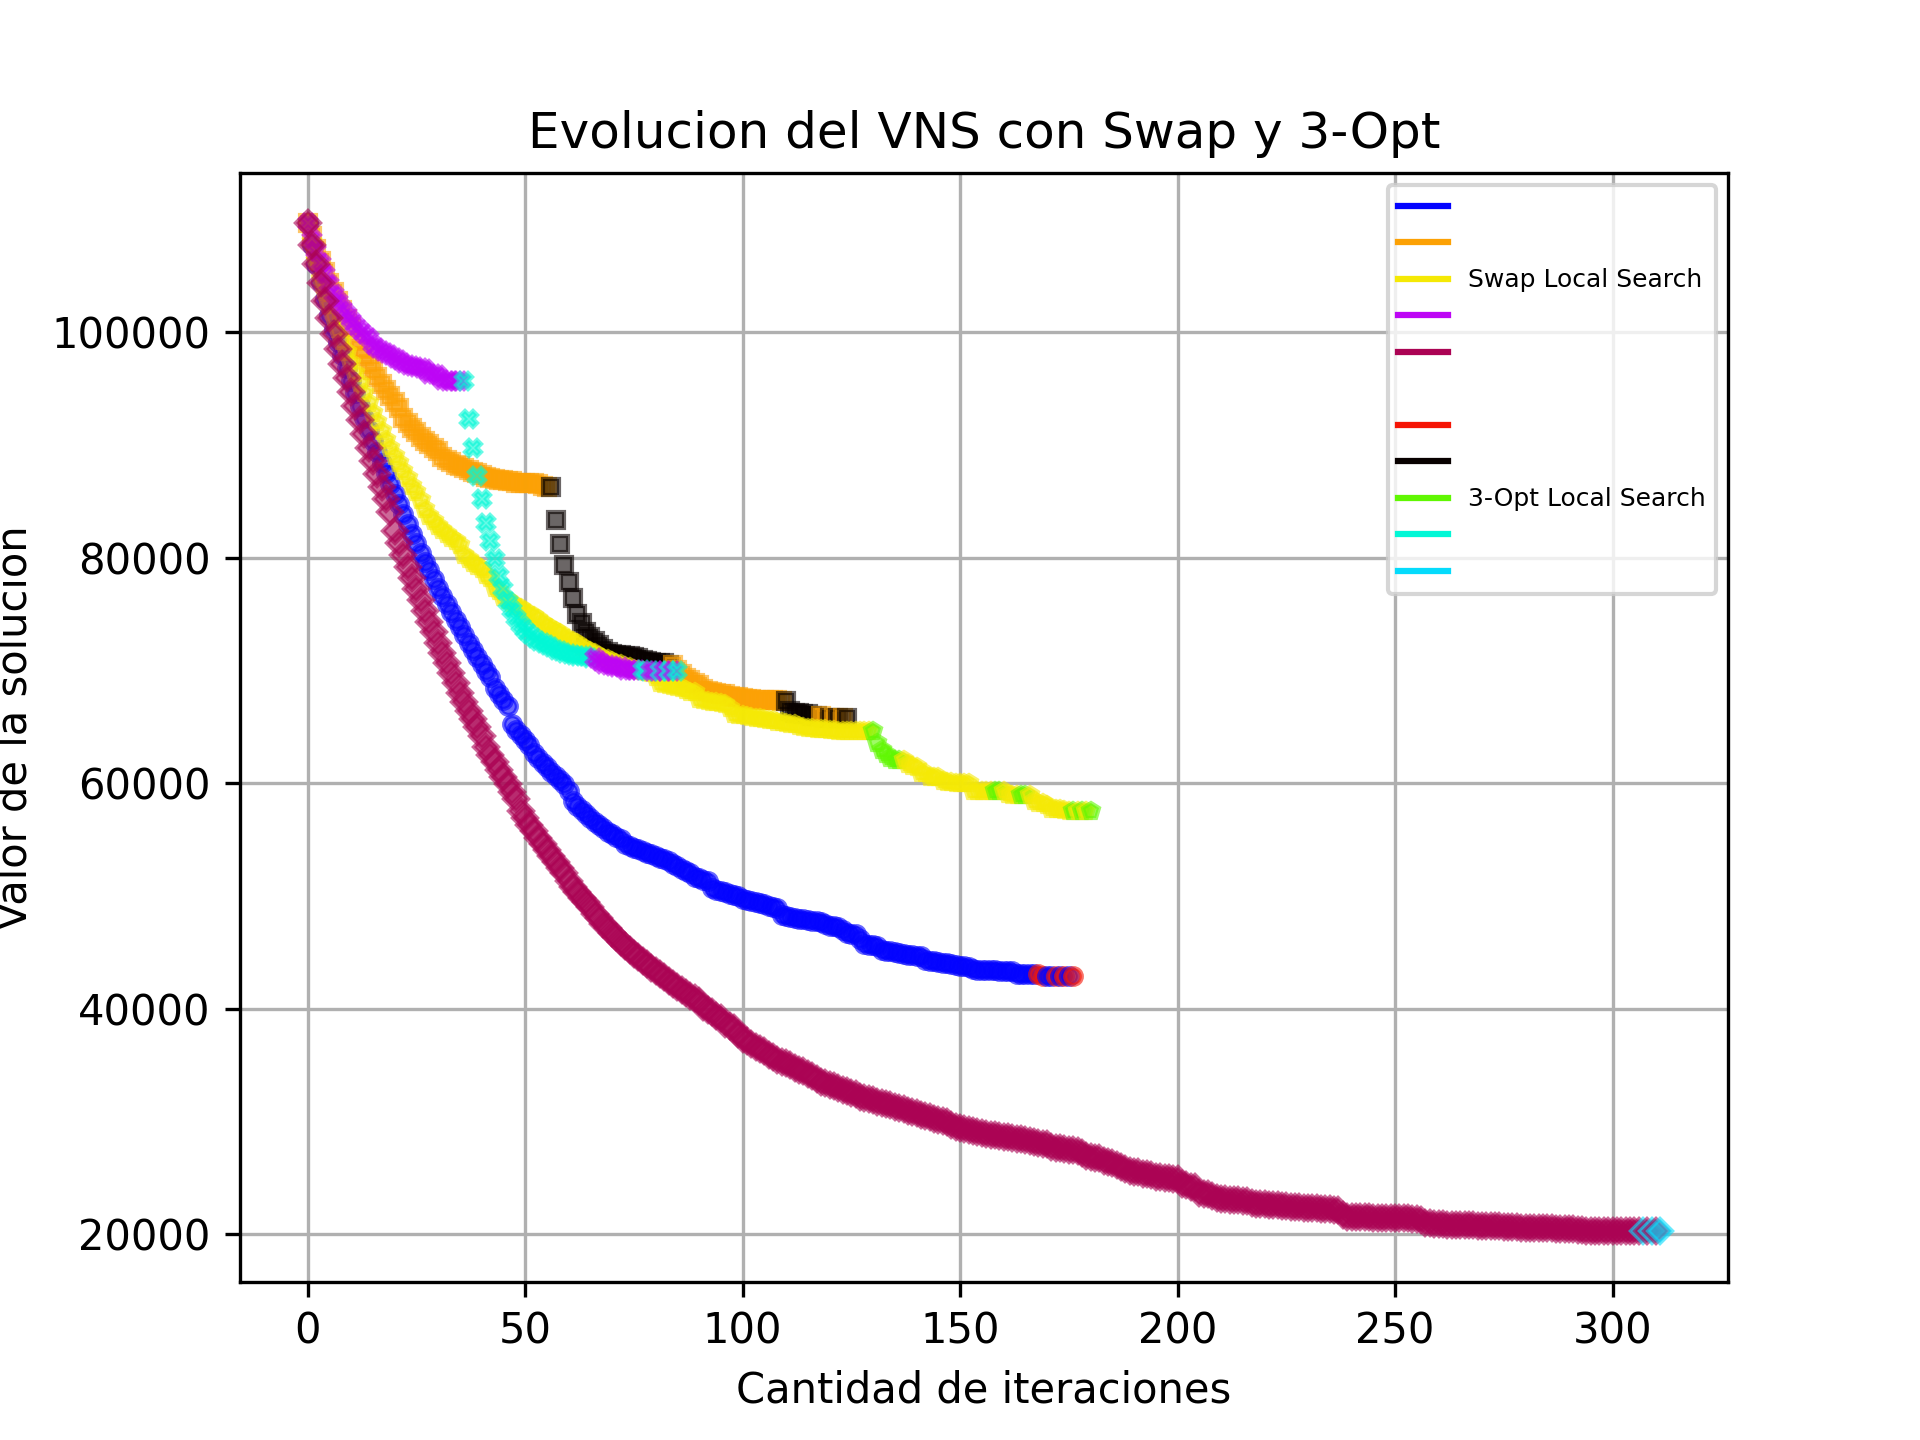 Evolucion del VNS con Swap y 3-Opt
Valor de la solucion
100000
80000
60000
40000
20000
Swap Local Search
3-Opt Local Search
0 50 100 150 200 250 300
Cantidad de iteraciones